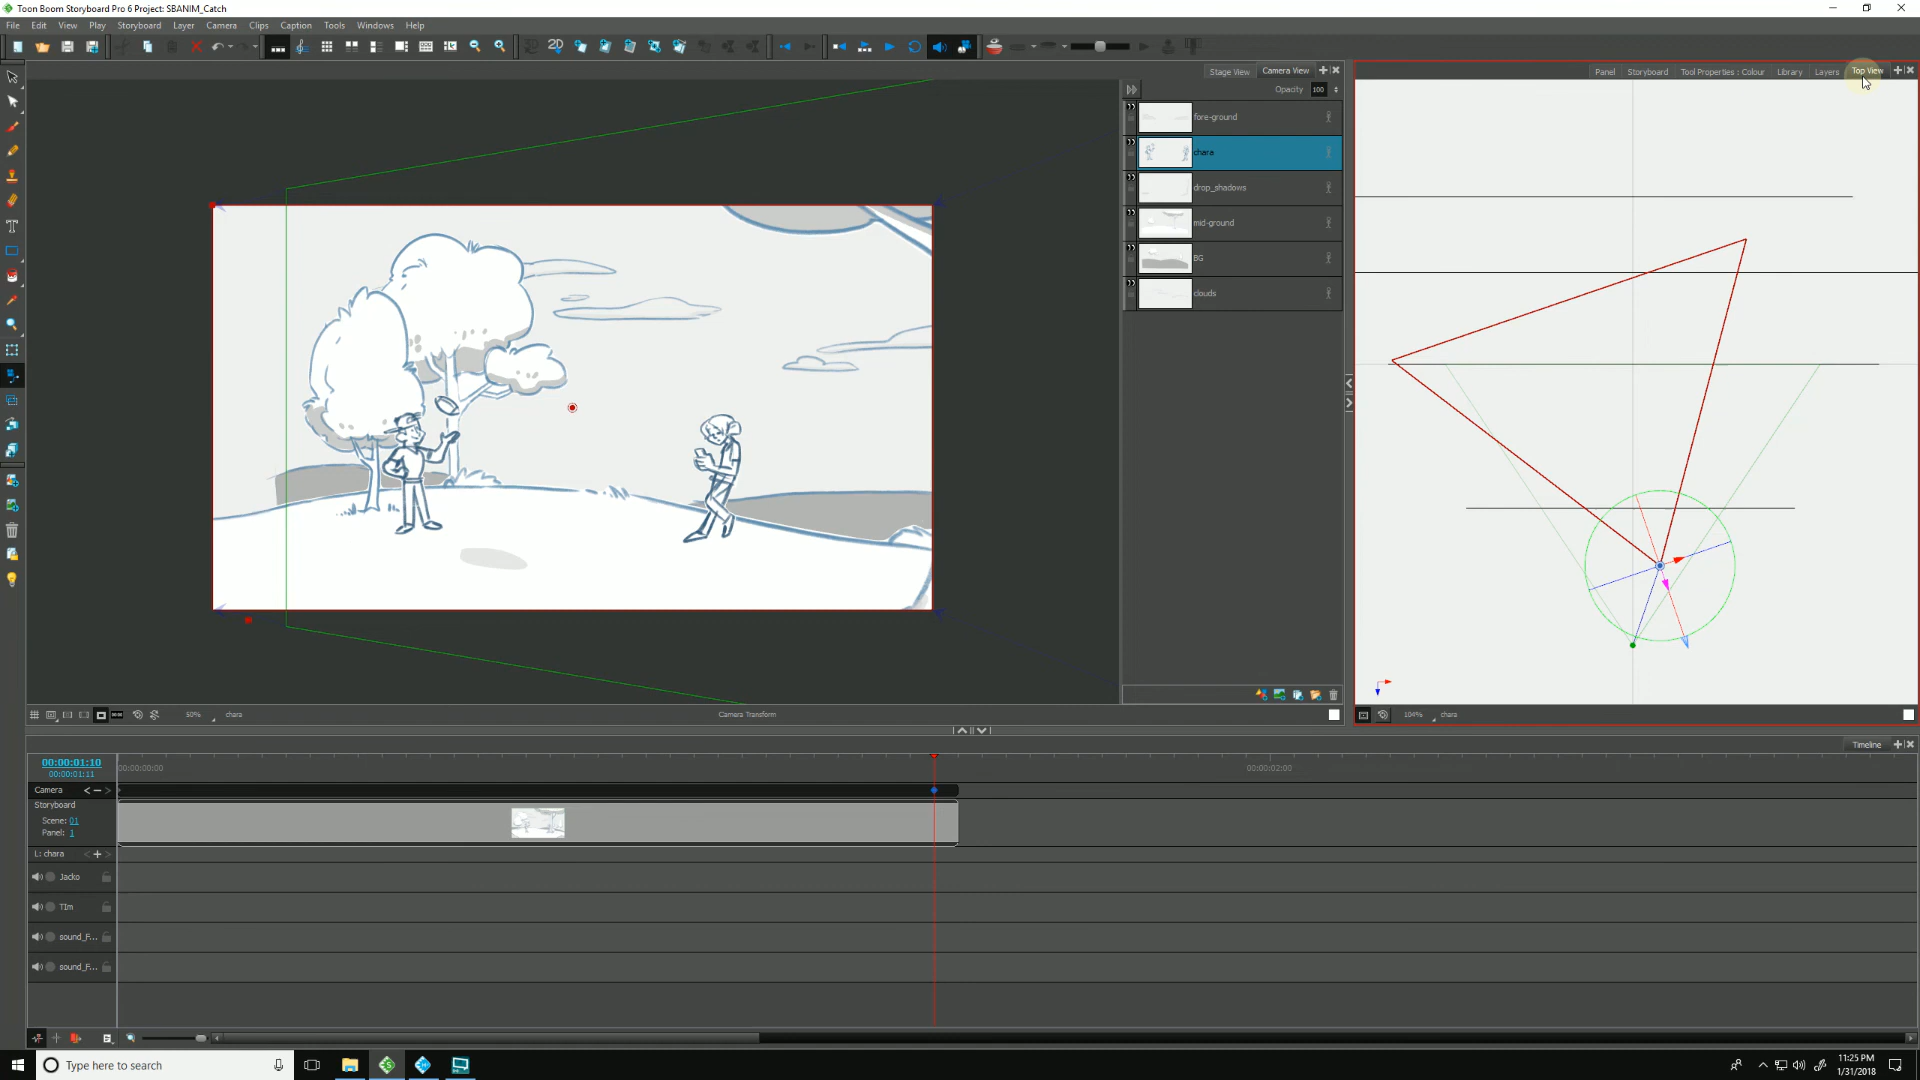 Toon Boom Storyboard Pro 6 Project: SBANIM_Catch
File Edit View Play Storyboard Layer Camera Clips Caption Tools Windows Help
2D
Stage View Camera View
Panel Storyboard Tool Properties : Colour Library Layers Top View
Opacity 100
fore-ground
chara
drop_shadows
mid-ground
BG
clouds
50% chara Camera Transform
104% chara
Timeline
00:00:01:10
00:00:01:11
00:00:00:00
00:00:02:00
Camera
Storyboard
Scene: 01
Panel: 1
L: chara
Jacko
TIm
sound_F...
sound_F...
Type here to search
11:25 PM
1/31/2018